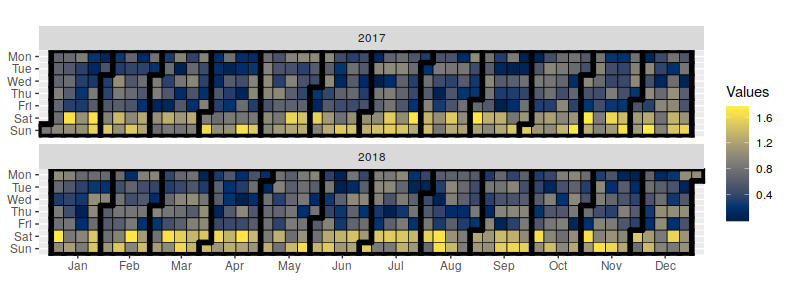 2017
Mon
Tue
Wed
Thu
Fri
Sat
Sun
2018
Mon
Tue
Wed
Thu
Fri
Sat
Sun
Jan Feb Mar Apr May Jun Jul Aug Sep Oct Nov Dec
Values
1.6
1.2
0.8
0.4